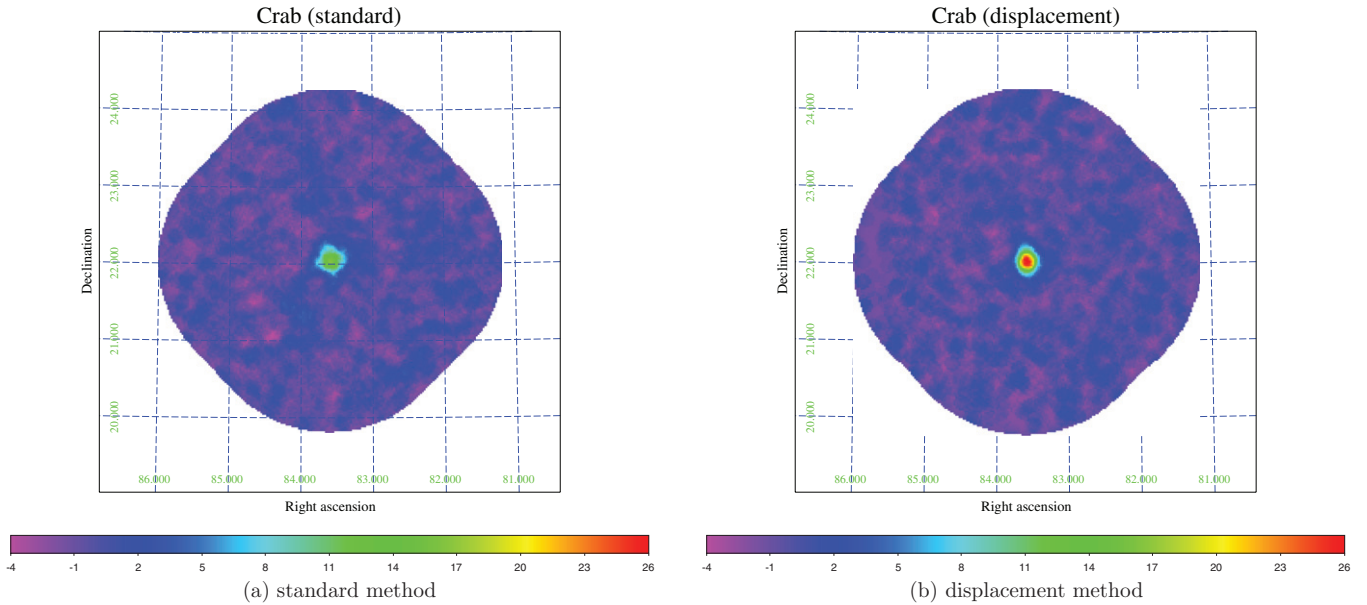 Crab (standard)
24.000
23.000
22.000
21.000
20.000
Declination
86.000 85.000 84.000 83.000 82.000 81.000
Right ascension
-4 -1 2 5 8 11 14 17 20 23 26
(a) standard method
Crab (displacement)
24.000
23.000
22.000
21.000
20.000
Declination
86.000 85.000 84.000 83.000 82.000 81.000
Right ascension
-4 -1 2 5 8 11 14 17 20 23 26
(b) displacement method